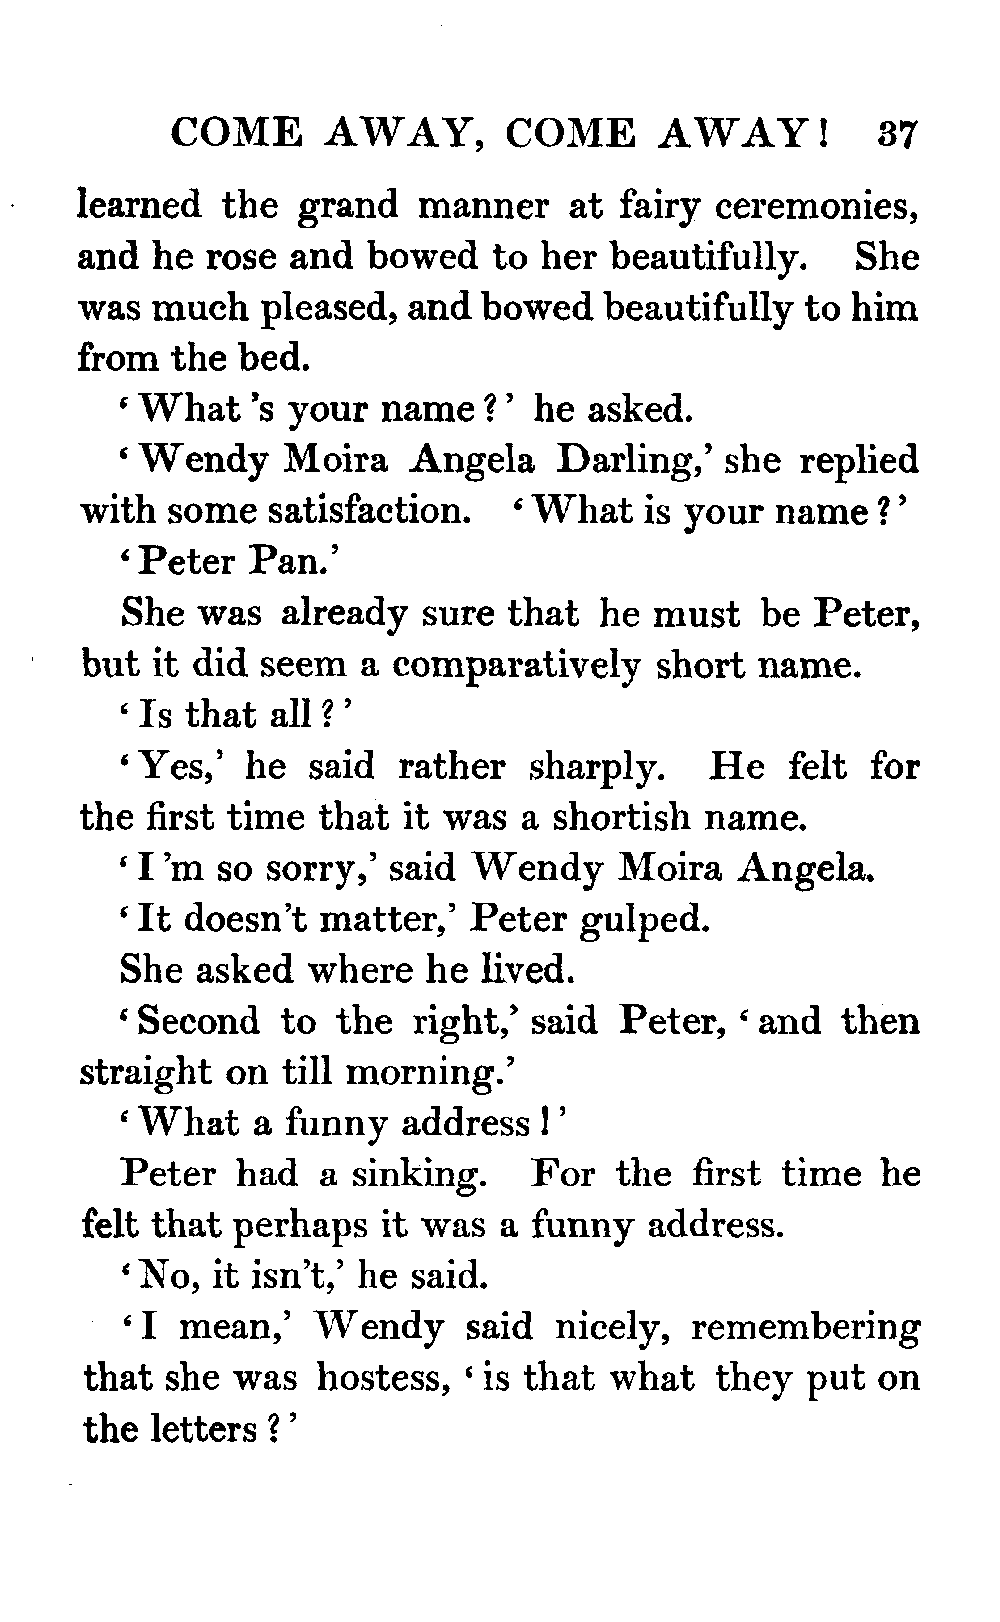 COME AWAY, COME AWAY! 37
learned the grand manner at fairy ceremonies,
and he rose and bowed to her beautifully. She
was much pleased, and bowed beautifully to him
from the bed.
‘What 's your name?’ he asked.
‘Wendy Moira Angela Darling,’ she replied
with some satisfaction. ‘What is your name?’
‘Peter Pan.’
She was already sure that he must be Peter,
but it did seem a comparatively short name.
‘Is that all?’
‘Yes,’ he said rather sharply. He felt for
the first time that it was a shortish name.
‘I 'm so sorry,’ said Wendy Moira Angela.
‘It doesn't matter,’ Peter gulped.
She asked where he lived.
‘Second to the right,’ said Peter, ‘and then
straight on till morning.’
‘What a funny address!’
Peter had a sinking. For the first time he
felt that perhaps it was a funny address.
‘No, it isn't,’ he said.
‘I mean,’ Wendy said nicely, remembering
that she was hostess, ‘is that what they put on
the letters?’